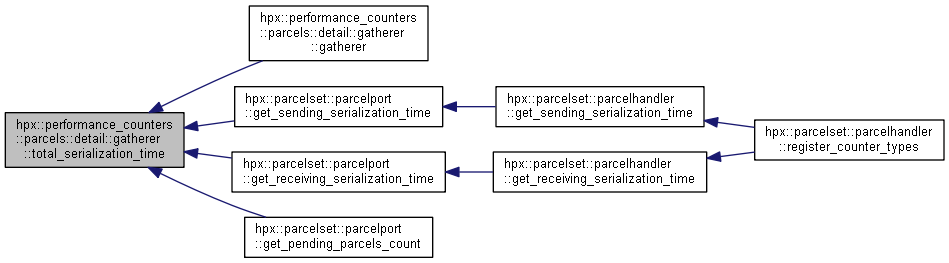 hpx::performance_counters
::parcels::detail::gatherer
::gatherer
hpx::parcelset::parcelport
::get_sending_serialization_time
hpx::parcelset::parcelhandler
::get_sending_serialization_time
hpx::performance_counters
::parcels::detail::gatherer
::total_serialization_time
hpx::parcelset::parcelhandler
::register_counter_types
hpx::parcelset::parcelport
::get_receiving_serialization_time
hpx::parcelset::parcelhandler
::get_receiving_serialization_time
hpx::parcelset::parcelport
::get_pending_parcels_count